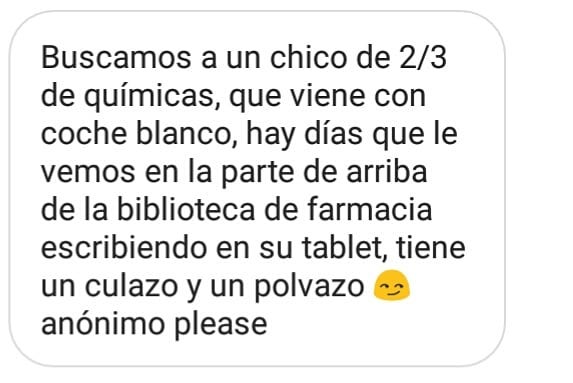 Buscamos a un chico de 2/3
de químicas, que viene con
coche blanco, hay días que le
vemos en la parte de arriba
de la biblioteca de farmacia
escribiendo en su tablet, tiene
un culazo y un polvazo 😏
anónimo please